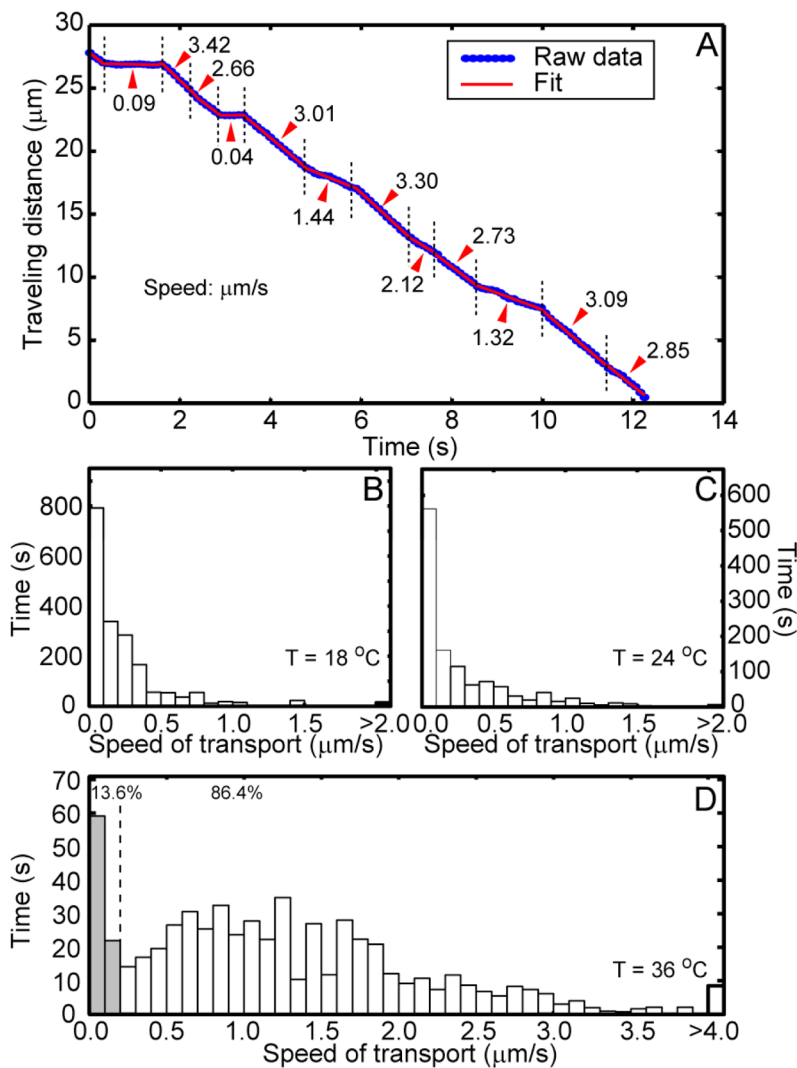 A
30
25
20
15
10
5
0
Traveling distance (μm)
Raw data
Fit
3.42
2.66
0.09
0.04
3.01
1.44
3.30
2.12
2.73
1.32
3.09
2.85
Speed: μm/s
0 2 4 6 8 10 12 14
Time (s)
B
800
600
400
200
0
Time (s)
T = 18 °C
0.0 0.5 1.0 1.5 >2.0
Speed of transport (μm/s)
C
600
500
400
300
200
100
0
Time (s)
T = 24 °C
0.0 0.5 1.0 1.5 >2.0
Speed of transport (μm/s)
D
70
60
50
40
30
20
10
0
Time (s)
13.6% 86.4%
T = 36 °C
0.0 0.5 1.0 1.5 2.0 2.5 3.0 3.5 >4.0
Speed of transport (μm/s)